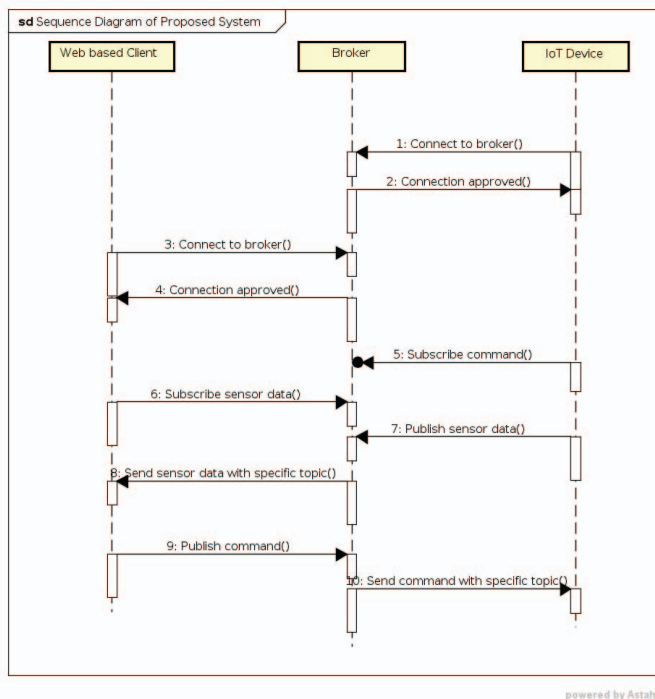 sd Sequence Diagram of Proposed System
Web based Client
Broker
IoT Device
1: Connect to broker()
2: Connection approved()
3: Connect to broker()
4: Connection approved()
5: Subscribe command()
6: Subscribe sensor data()
7: Publish sensor data()
8: Send sensor data with specific topic()
9: Publish command()
10: Send command with specific topic()
powered by Astah